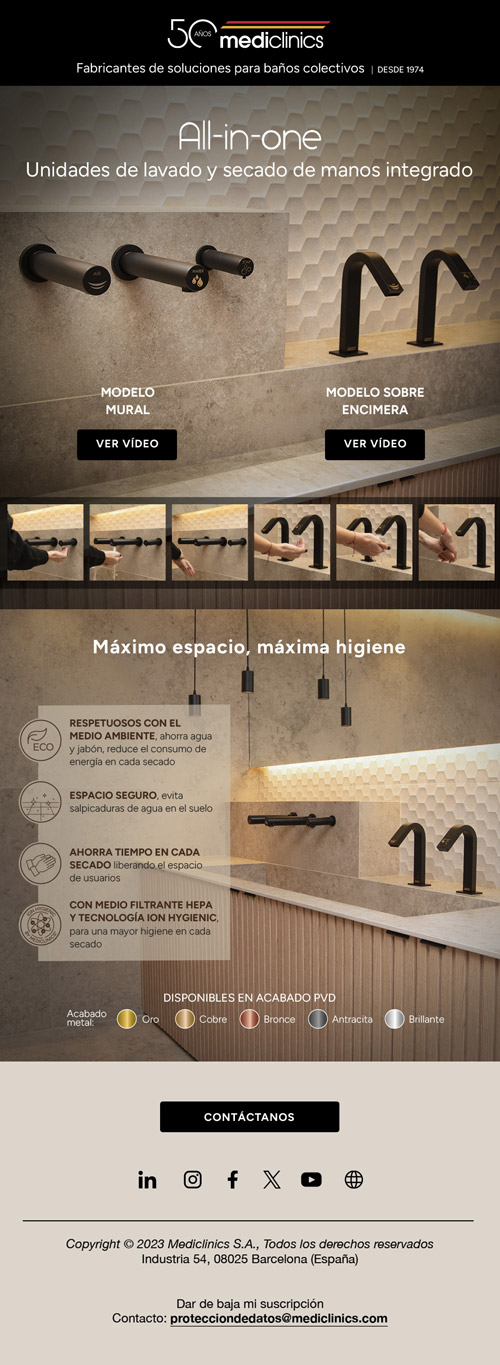 50 AÑOS mediclinics
Fabricantes de soluciones para baños colectivos | DESDE 1974
All-in-one
Unidades de lavado y secado de manos integrado
MODELO
MURAL
MODELO SOBRE
ENCIMERA
VER VÍDEO
VER VÍDEO
Máximo espacio, máxima higiene
ECO
RESPETUOSOS CON EL
MEDIO AMBIENTE, ahorra agua
y jabón, reduce el consumo de
energía en cada secado
ESPACIO SEGURO, evita
salpicaduras de agua en el suelo
AHORRA TIEMPO EN CADA
SECADO liberando el espacio
de usuarios
CON MEDIO FILTRANTE HEPA
Y TECNOLOGÍA ION HYGIENIC,
para una mayor higiene en cada
secado
DISPONIBLES EN ACABADO PVD
Acabado
metal:
Oro
Cobre
Bronce
Antracita
Brillante
CONTÁCTANOS
Copyright © 2023 Mediclinics S.A., Todos los derechos reservados
Industria 54, 08025 Barcelona (España)
Dar de baja mi suscripción
Contacto: protecciondedatos@mediclinics.com